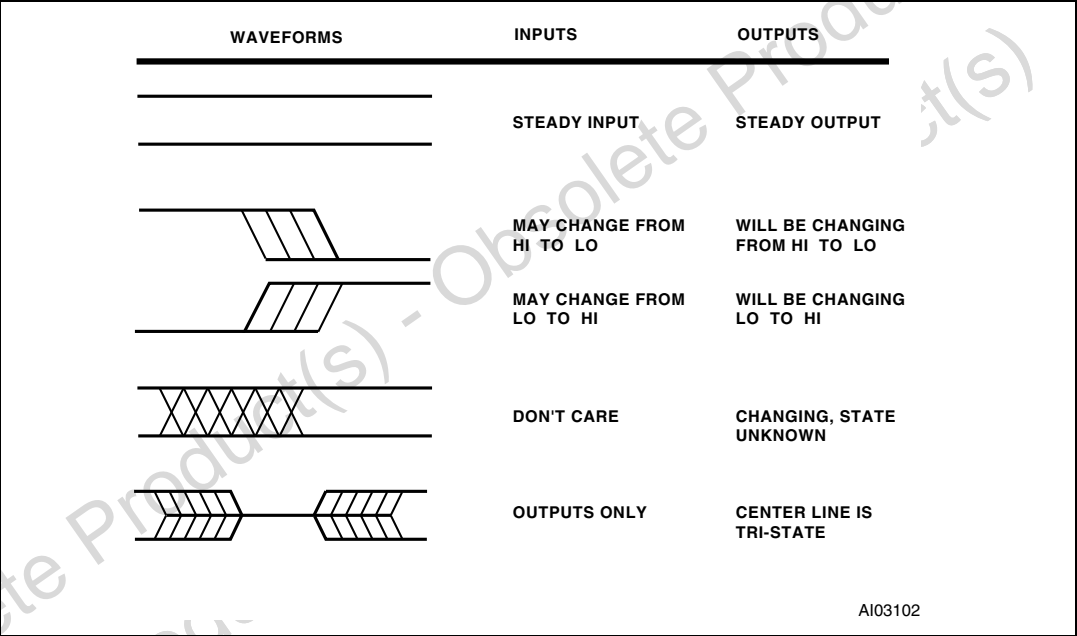 WAVEFORMS INPUTS OUTPUTS
STEADY INPUT STEADY OUTPUT
MAY CHANGE FROM WILL BE CHANGING
HI TO LO FROM HI TO LO
MAY CHANGE FROM WILL BE CHANGING
LO TO HI LO TO HI
DON'T CARE CHANGING, STATE
UNKNOWN
OUTPUTS ONLY CENTER LINE IS
TRI-STATE
AI03102
Product(s) - Obsolete